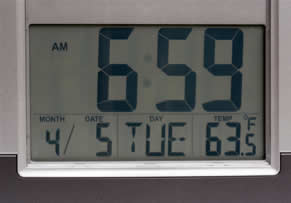 AM 6:59
MONTH DATE DAY TEMP
4/ 5 TUE 63.5°F